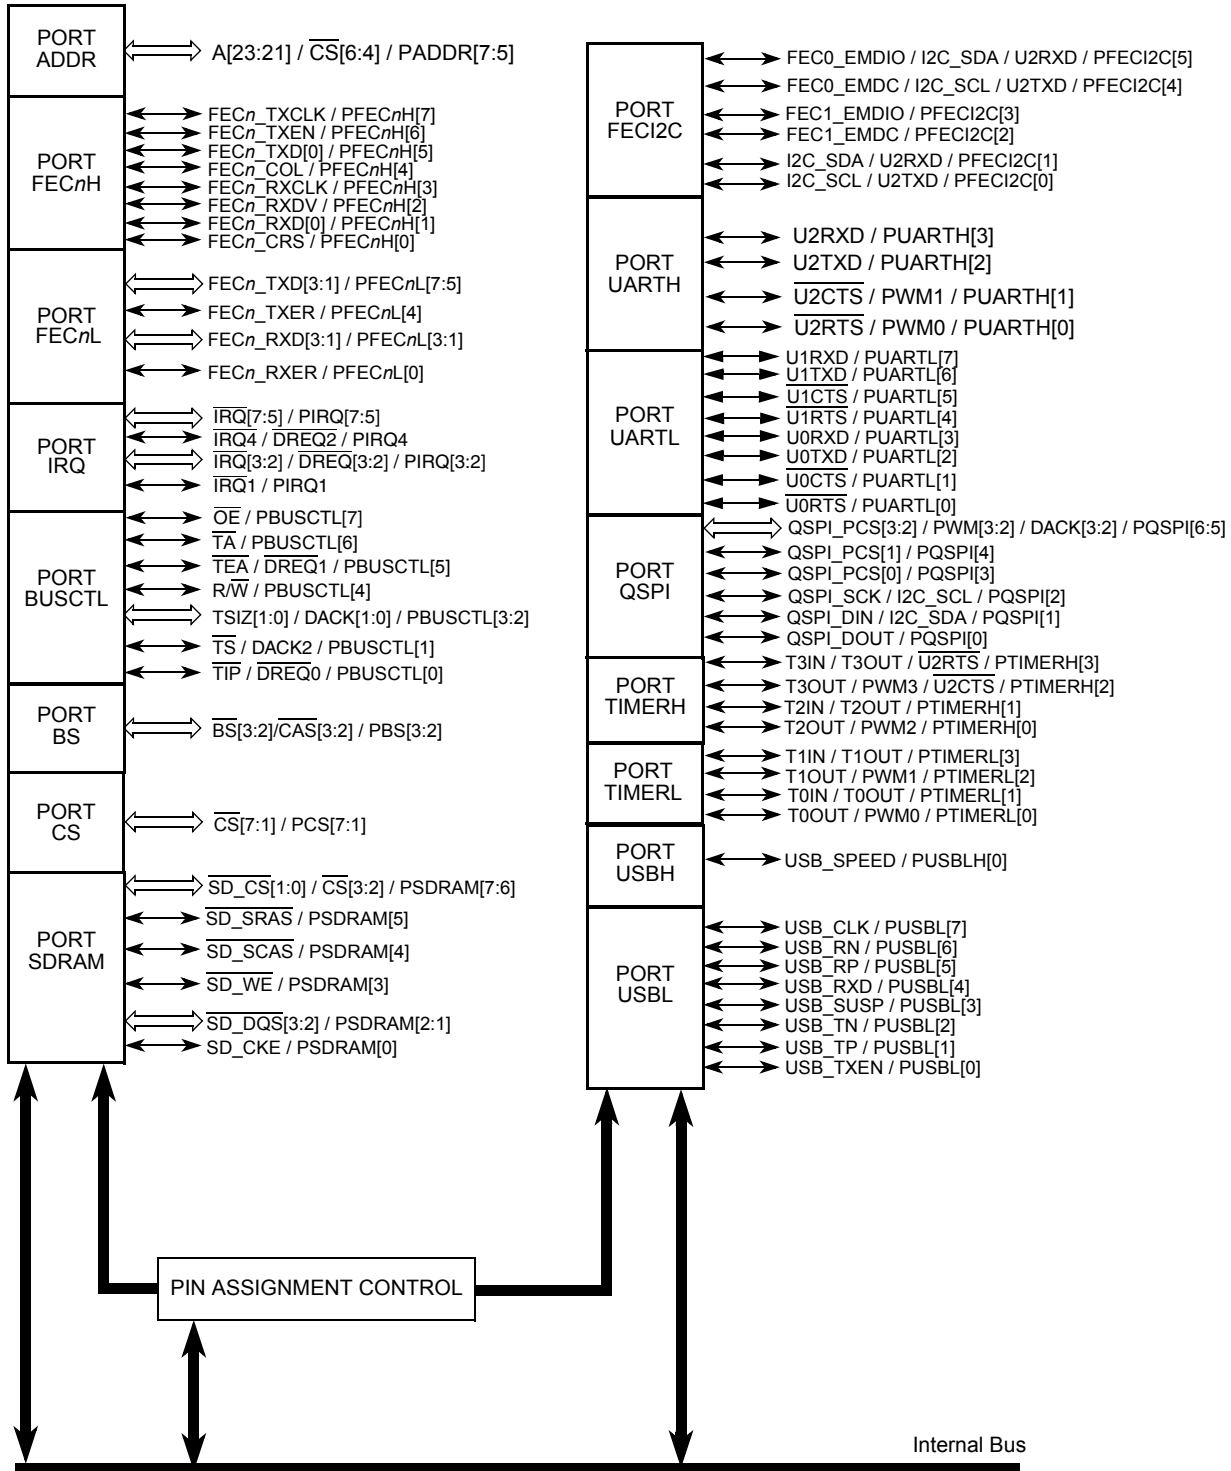 PORT
ADDR
A[23:21] / CS[6:4] / PADDR[7:5]
PORT
FECnH
FECn_TXCLK / PFECnH[7]
FECn_TXEN / PFECnH[6]
FECn_TXD[0] / PFECnH[5]
FECn_COL / PFECnH[4]
FECn_RXCLK / PFECnH[3]
FECn_RXDV / PFECnH[2]
FECn_RXD[0] / PFECnH[1]
FECn_CRS / PFECnH[0]
PORT
FECnL
FECn_TXD[3:1] / PFECnL[7:5]
FECn_TXER / PFECnL[4]
FECn_RXD[3:1] / PFECnL[3:1]
FECn_RXER / PFECnL[0]
PORT
IRQ
IRQ[7:5] / PIRQ[7:5]
IRQ4 / DREQ2 / PIRQ4
IRQ[3:2] / DREQ[3:2] / PIRQ[3:2]
IRQ1 / PIRQ1
PORT
BUSCTL
OE / PBUSCTL[7]
TA / PBUSCTL[6]
TEA / DREQ1 / PBUSCTL[5]
R/W / PBUSCTL[4]
TSIZ[1:0] / DACK[1:0] / PBUSCTL[3:2]
TS / DACK2 / PBUSCTL[1]
TIP / DREQ0 / PBUSCTL[0]
PORT
BS
BS[3:2]/CAS[3:2] / PBS[3:2]
PORT
CS
CS[7:1] / PCS[7:1]
PORT
SDRAM
SD_CS[1:0] / CS[3:2] / PSDRAM[7:6]
SD_SRAS / PSDRAM[5]
SD_SCAS / PSDRAM[4]
SD_WE / PSDRAM[3]
SD_DQS[3:2] / PSDRAM[2:1]
SD_CKE / PSDRAM[0]
PORT
FECI2C
FEC0_EMDIO / I2C_SDA / U2RXD / PFECI2C[5]
FEC0_EMDC / I2C_SCL / U2TXD / PFECI2C[4]
FEC1_EMDIO / PFECI2C[3]
FEC1_EMDC / PFECI2C[2]
I2C_SDA / U2RXD / PFECI2C[1]
I2C_SCL / U2TXD / PFECI2C[0]
PORT
UARTH
U2RXD / PUARTH[3]
U2TXD / PUARTH[2]
U2CTS / PWM1 / PUARTH[1]
U2RTS / PWM0 / PUARTH[0]
PORT
UARTL
U1RXD / PUARTL[7]
U1TXD / PUARTL[6]
U1CTS / PUARTL[5]
U1RTS / PUARTL[4]
U0RXD / PUARTL[3]
U0TXD / PUARTL[2]
U0CTS / PUARTL[1]
U0RTS / PUARTL[0]
PORT
QSPI
QSPI_PCS[3:2] / PWM[3:2] / DACK[3:2] / PQSPI[6:5]
QSPI_PCS[1] / PQSPI[4]
QSPI_PCS[0] / PQSPI[3]
QSPI_SCK / I2C_SCL / PQSPI[2]
QSPI_DIN / I2C_SDA / PQSPI[1]
QSPI_DOUT / PQSPI[0]
PORT
TIMERH
T3IN / T3OUT / U2RTS / PTIMERH[3]
T3OUT / PWM3 / U2CTS / PTIMERH[2]
T2IN / T2OUT / PTIMERH[1]
T2OUT / PWM2 / PTIMERH[0]
PORT
TIMERL
T1IN / T1OUT / PTIMERL[3]
T1OUT / PWM1 / PTIMERL[2]
T0IN / T0OUT / PTIMERL[1]
T0OUT / PWM0 / PTIMERL[0]
PORT
USBH
USB_SPEED / PUSBLH[0]
PORT
USBL
USB_CLK / PUSBL[7]
USB_RN / PUSBL[6]
USB_RP / PUSBL[5]
USB_RXD / PUSBL[4]
USB_SUSP / PUSBL[3]
USB_TN / PUSBL[2]
USB_TP / PUSBL[1]
USB_TXEN / PUSBL[0]
PIN ASSIGNMENT CONTROL
Internal Bus